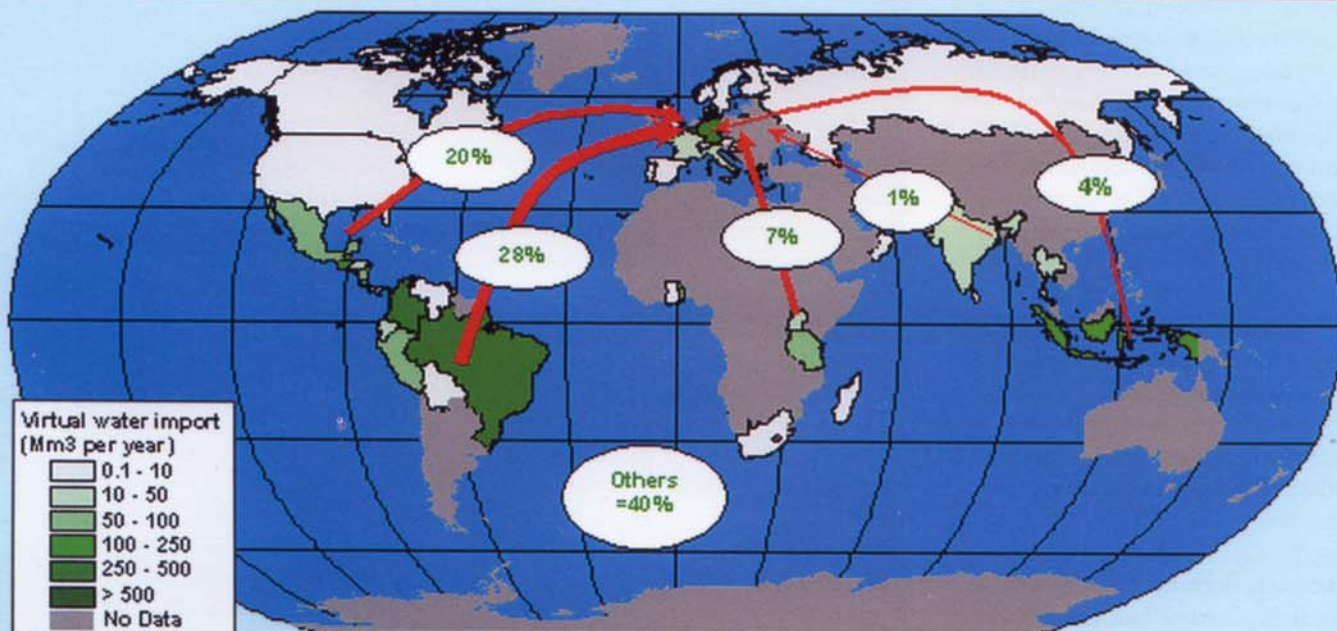 20%
28%
7%
1%
4%
Others
=40%
Virtual water import
(Mm3 per year)
0.1 - 10
10 - 50
50 - 100
100 - 250
250 - 500
> 500
No Data